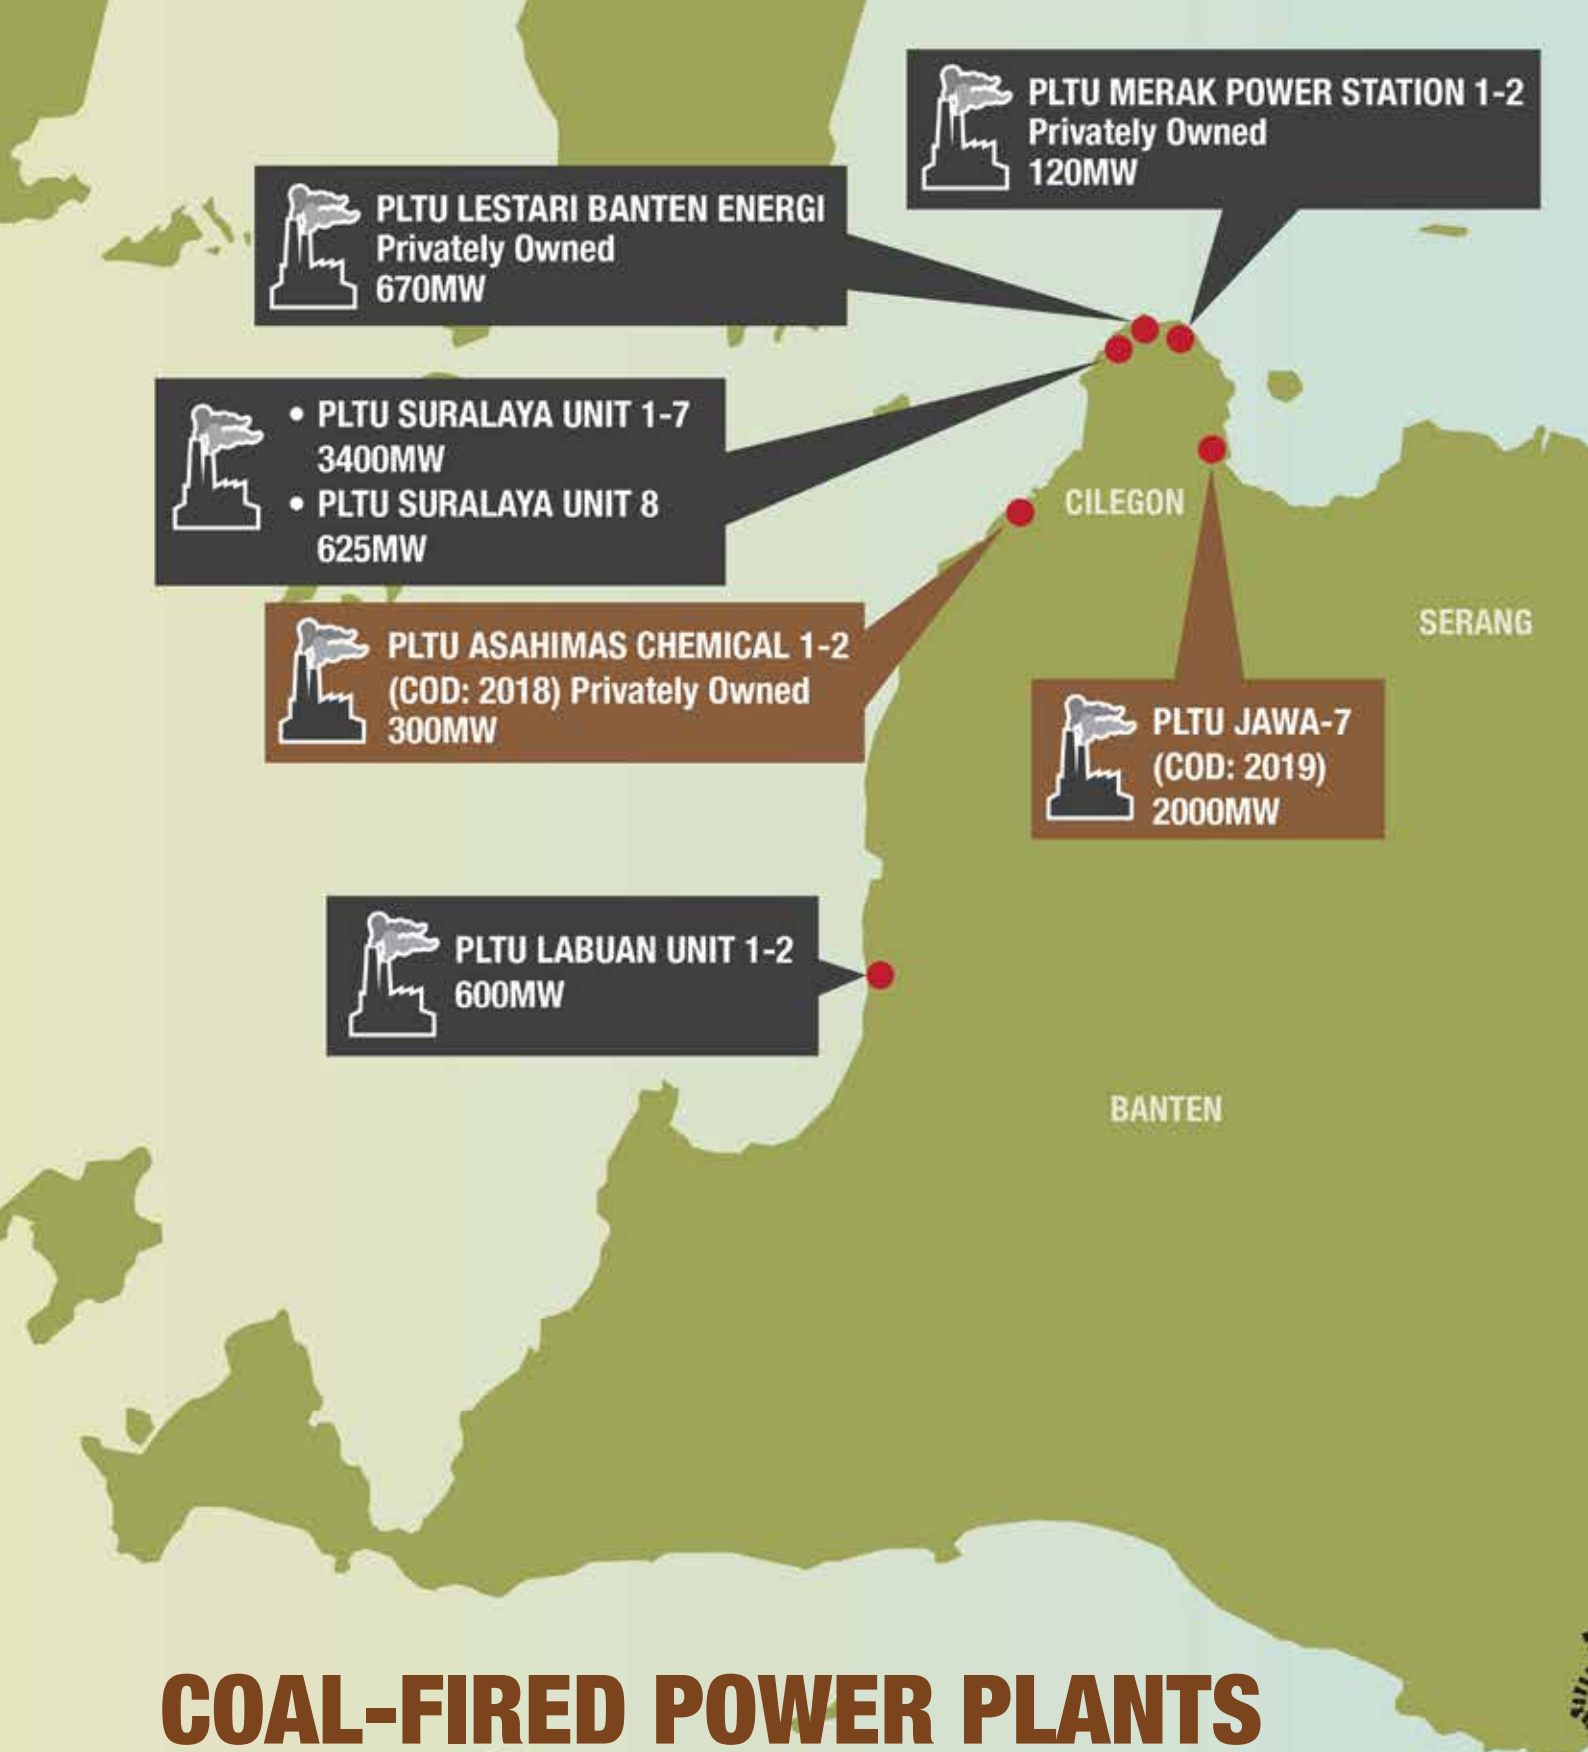 PLTU MERAK POWER STATION 1-2
Privately Owned
120MW
PLTU LESTARI BANTEN ENERGI
Privately Owned
670MW
• PLTU SURALAYA UNIT 1-7
3400MW
• PLTU SURALAYA UNIT 8
625MW
CILEGON
SERANG
PLTU ASAHIMAS CHEMICAL 1-2
(COD: 2018) Privately Owned
300MW
PLTU JAWA-7
(COD: 2019)
2000MW
PLTU LABUAN UNIT 1-2
600MW
BANTEN
COAL-FIRED POWER PLANTS